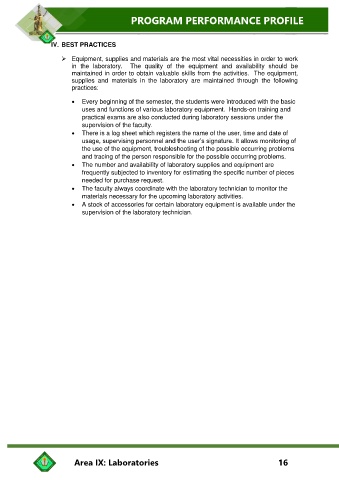 PROGRAM PERFORMANCE PROFILE
IV. BEST PRACTICES
➢ Equipment, supplies and materials are the most vital necessities in order to work
in the laboratory. The quality of the equipment and availability should be
maintained in order to obtain valuable skills from the activities. The equipment,
supplies and materials in the laboratory are maintained through the following
practices:
• Every beginning of the semester, the students were introduced with the basic
uses and functions of various laboratory equipment. Hands-on training and
practical exams are also conducted during laboratory sessions under the
supervision of the faculty.
• There is a log sheet which registers the name of the user, time and date of
usage, supervising personnel and the user's signature. It allows monitoring of
the use of the equipment, troubleshooting of the possible occurring problems
and tracing of the person responsible for the possible occurring problems.
• The number and availability of laboratory supplies and equipment are
frequently subjected to inventory for estimating the specific number of pieces
needed for purchase request.
• The faculty always coordinate with the laboratory technician to monitor the
materials necessary for the upcoming laboratory activities.
• A stock of accessories for certain laboratory equipment is available under the
supervision of the laboratory technician.
Area IX: Laboratories 16